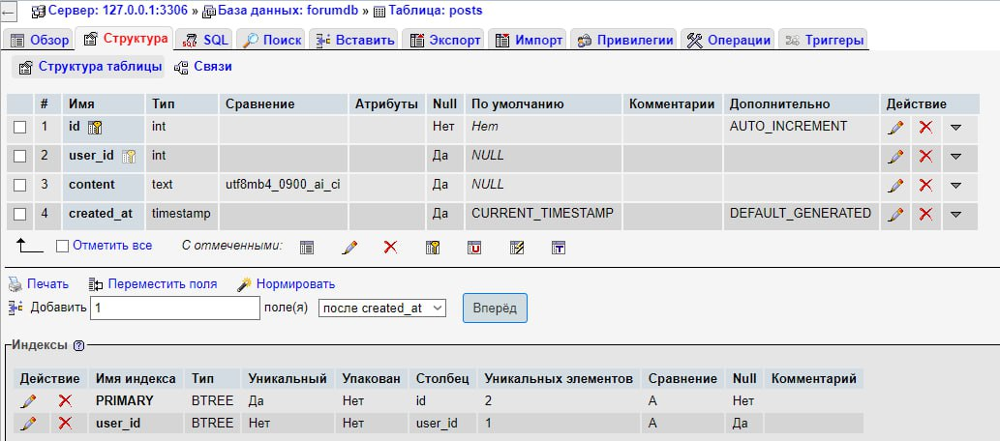 Сервер: 127.0.0.1:3306 » База данных: forumdb » Таблица: posts
Обзор Структура SQL Поиск Вставить Экспорт Импорт Привилегии Операции Триггеры
Структура таблицы Связи
# Имя Тип Сравнение Атрибуты Null По умолчанию Комментарии Дополнительно Действие
1 id int Нет Нет AUTO_INCREMENT
2 user_id int Да NULL
3 content text utf8mb4_0900_ai_ci Да NULL
4 created_at timestamp Да CURRENT_TIMESTAMP DEFAULT_GENERATED
Отметить все С отмеченными:
Печать Переместить поля Нормировать
Добавить 1 поле(я) после created_at Вперёд
Индексы
Действие Имя индекса Тип Уникальный Упакован Столбец Уникальных элементов Сравнение Null Комментарий
PRIMARY BTREE Да Нет id 2 A Нет
user_id BTREE Нет Нет user_id 1 A Да